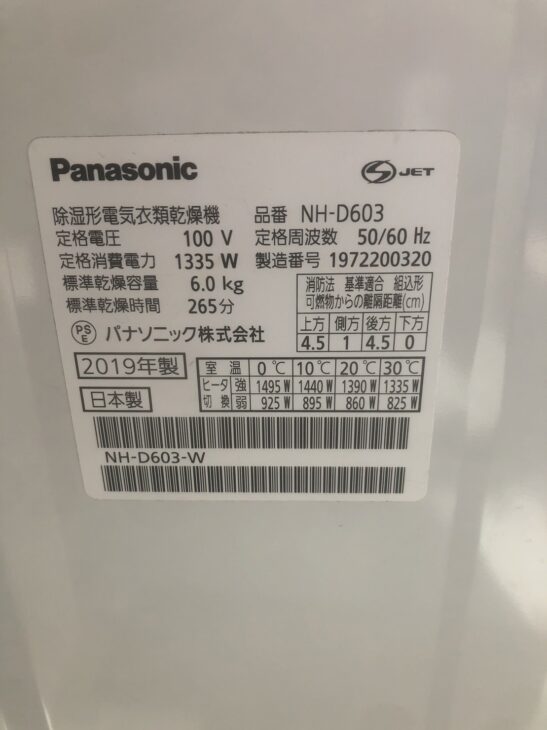 Panasonic
S JET
除湿形電気衣類乾燥機 品番 NH-D603
定格電圧 100 V 定格周波数 50/60 Hz
定格消費電力 1335 W 製造番号 1972200320
標準乾燥容量 6.0 kg
標準乾燥時間 265分
消防法 基準適合 組込形
可燃物からの離隔距離(cm)
上方 側方 後方 下方
4.5 1 4.5 0
PSE パナソニック株式会社
2019年製
日本製
室温 0℃ 10℃ 20℃ 30℃
ヒータ 強 1495 W 1440 W 1390 W 1335 W
切換 弱 925 W 895 W 860 W 825 W
NH-D603-W